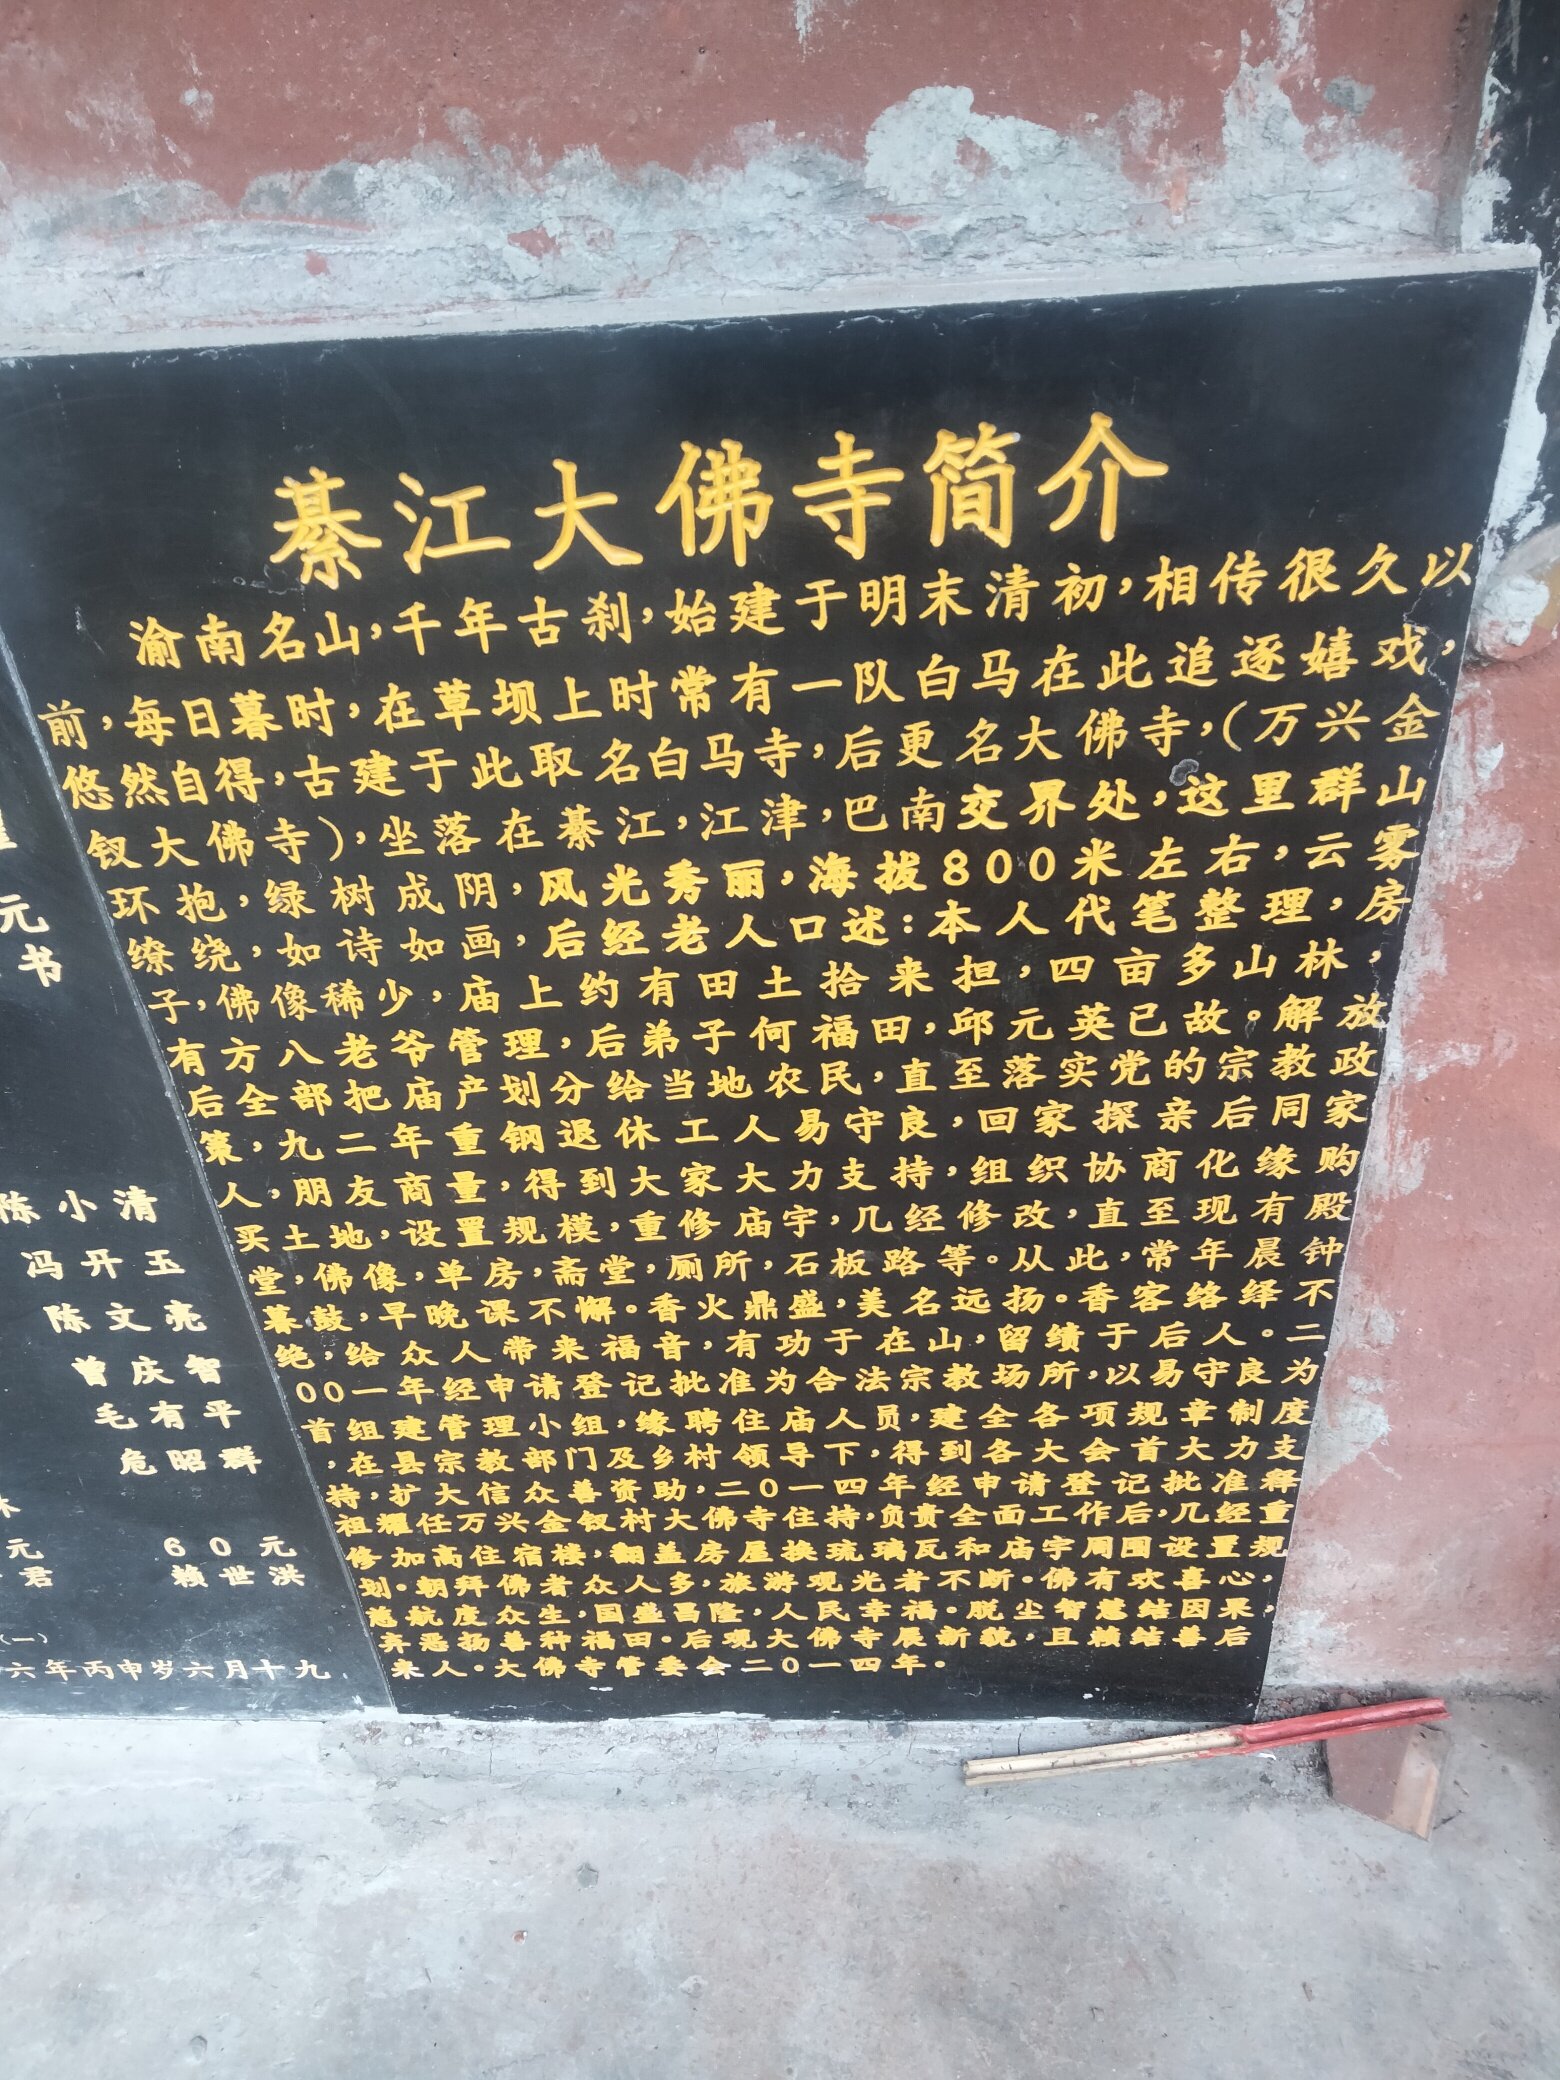 綦江大佛寺简介
渝南名山，千年古刹，始建于明末清初，相传很久以
前，每日暮时，在草坝上时常有一队白马在此追逐嬉戏，
悠然自得，古建于此取名白马寺，后更名大佛寺，（万兴金
钗大佛寺），坐落在綦江，江津，巴南交界处，这里群山
环抱，绿树成阴，风光秀丽，海拔800米左右，云雾
缭绕，如诗如画，后经老人口述：本人代笔整理，房
子，佛像稀少，庙上约有田土拾来担，四亩多山林，
有方八老爷管理，后弟子何福田，邱元英已故。解放
后全部把庙产划分给当地农民，直至落实党的宗教政
策，九二年重钢退休工人易守良，回家探亲后同家
人，朋友商量，得到大家大力支持，组织协商化缘购
买土地，设置规模，重修庙宇，几经修改，直至现有殿
堂，佛像，单房，斋堂，厕所，石板路等。从此，常年晨钟
暮鼓，早晚课不懈。香火鼎盛，美名远扬。香客络绎不
绝，给众人带来福音，有功于在山，留绩于后人。二
00一年经申请登记批准为合法宗教场所，以易守良为
首组建管理小组，缘聘住庙人员，建全各项规章制度
，在县宗教部门及乡村领导下，得到各大会首大力支
持，扩大信众善资助，二0一四年经申请登记批准释
祖耀任万兴金钗村大佛寺住持，负责全面工作后，几经重
修加高住宿楼，翻盖房屋换琉璃瓦和庙宇周围设置规
划。朝拜佛者众人多，旅游观光者不断。佛有欢喜心，
慈航度众生，国盛昌隆，人民幸福。脱尘智慧结因果，
弃恶扬善种福田。后观大佛寺展新貌，且赖结善后
来人。大佛寺管委会二0一四年。
元
书
陈小清
冯开玉
陈文亮
曾庆智
毛有平
危昭群
元 60元
君 赖世洪
（一）
六年丙申岁六月十九